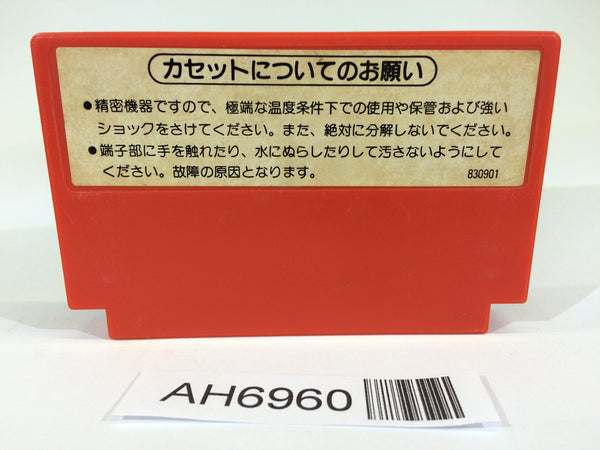 カセットについてのお願い
●精密機器ですので、極端な温度条件下での使用や保管および強い
ショックをさけてください。また、絶対に分解しないでください。
●端子部に手を触れたり、水にぬらしたりして汚さないようにして
ください。故障の原因となります。
830901
AH6960